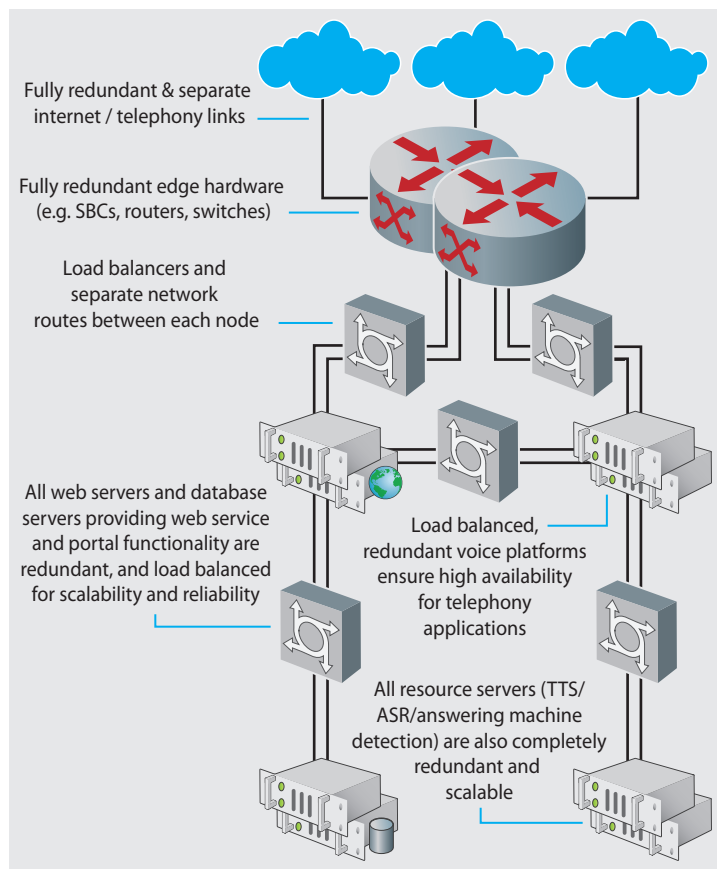 Fully redundant & separate
internet / telephony links
Fully redundant edge hardware
(e.g. SBCs, routers, switches)
Load balancers and
separate network
routes between each node
All web servers and database
servers providing web service
and portal functionality are
redundant, and load balanced
for scalability and reliability
Load balanced,
redundant voice platforms
ensure high availability
for telephony
applications
All resource servers (TTS/
ASR/answering machine
detection) are also completely
redundant and
scalable